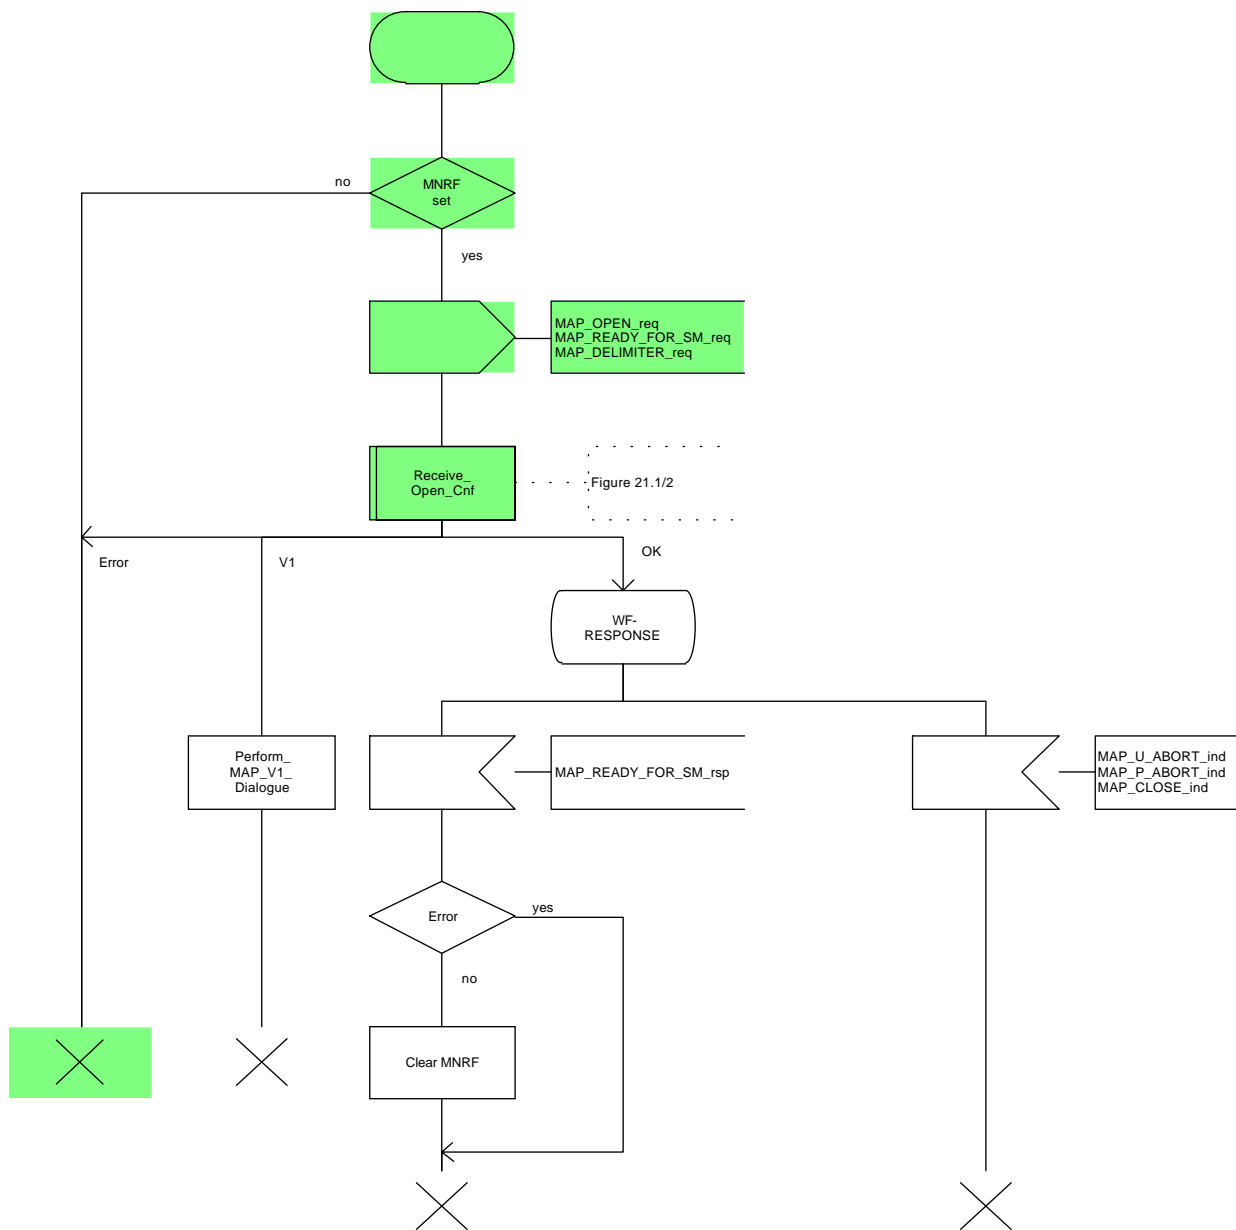 MNRF
set
no
yes
MAP_OPEN_req
MAP_READY_FOR_SM_req
MAP_DELIMITER_req
Receive_
Open_Cnf
Figure 21.1/2
Error
V1
OK
WF-
RESPONSE
Perform_
MAP_V1_
Dialogue
MAP_READY_FOR_SM_rsp
MAP_U_ABORT_ind
MAP_P_ABORT_ind
MAP_CLOSE_ind
Error
yes
no
Clear MNRF